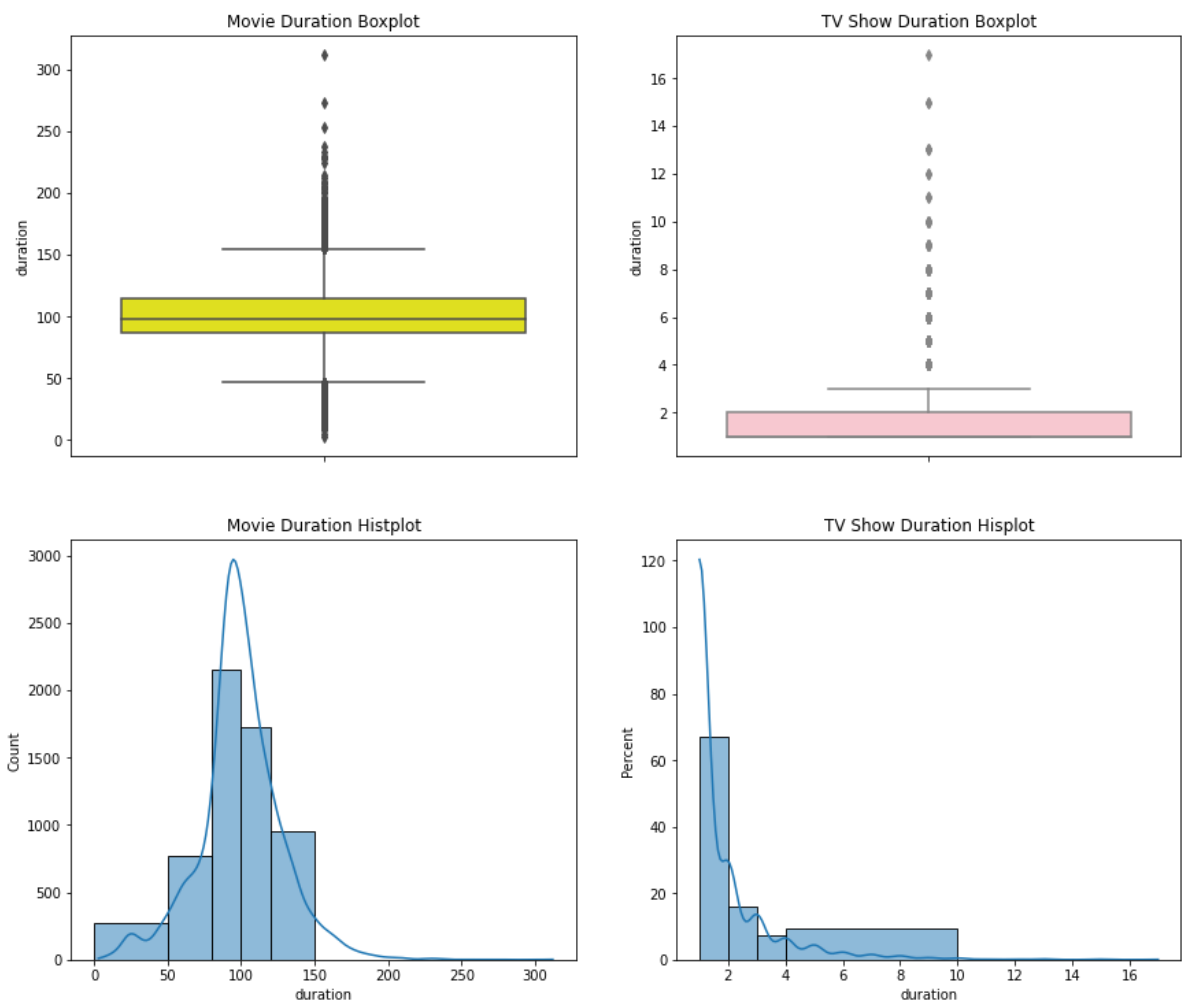 Movie Duration Boxplot
300
250
200
150
100
50
0
duration
TV Show Duration Boxplot
16
14
12
10
8
6
4
2
duration
Movie Duration Histplot
3000
2500
2000
1500
1000
500
0
Count
0 50 100 150 200 250 300
duration
TV Show Duration Hisplot
120
100
80
60
40
20
0
Percent
2 4 6 8 10 12 14 16
duration